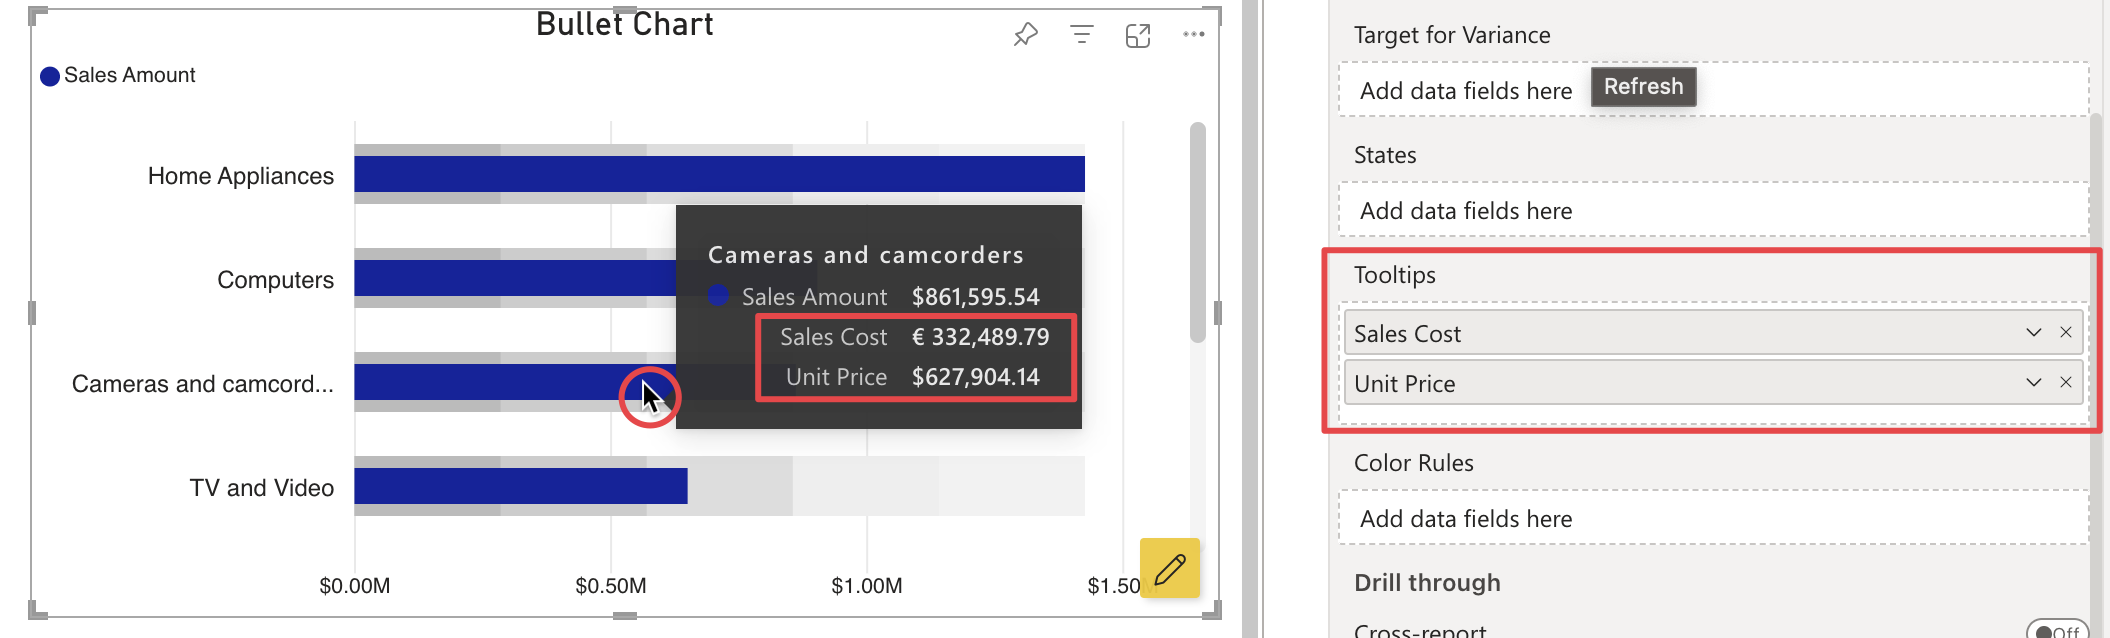 Bullet Chart
Sales Amount
Home Appliances
Computers
Cameras and camcord...
TV and Video
$0.00M
$0.50M
$1.00M
$1.50
Cameras and camcorders
Sales Amount $861,595.54
Sales Cost € 332,489.79
Unit Price $627,904.14
Target for Variance
Add data fields here
Refresh
States
Add data fields here
Tooltips
Sales Cost
Unit Price
Color Rules
Add data fields here
Drill through
Cross-report
Off